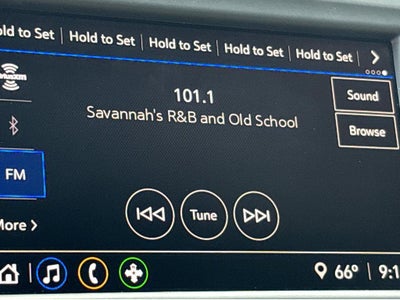 old to Set Hold to Set Hold to Set Hold to Set Hold to Set
siriusxm
101.1
Savannah's R&B and Old School
Sound
Browse
FM
Tune
More
66° 9:1